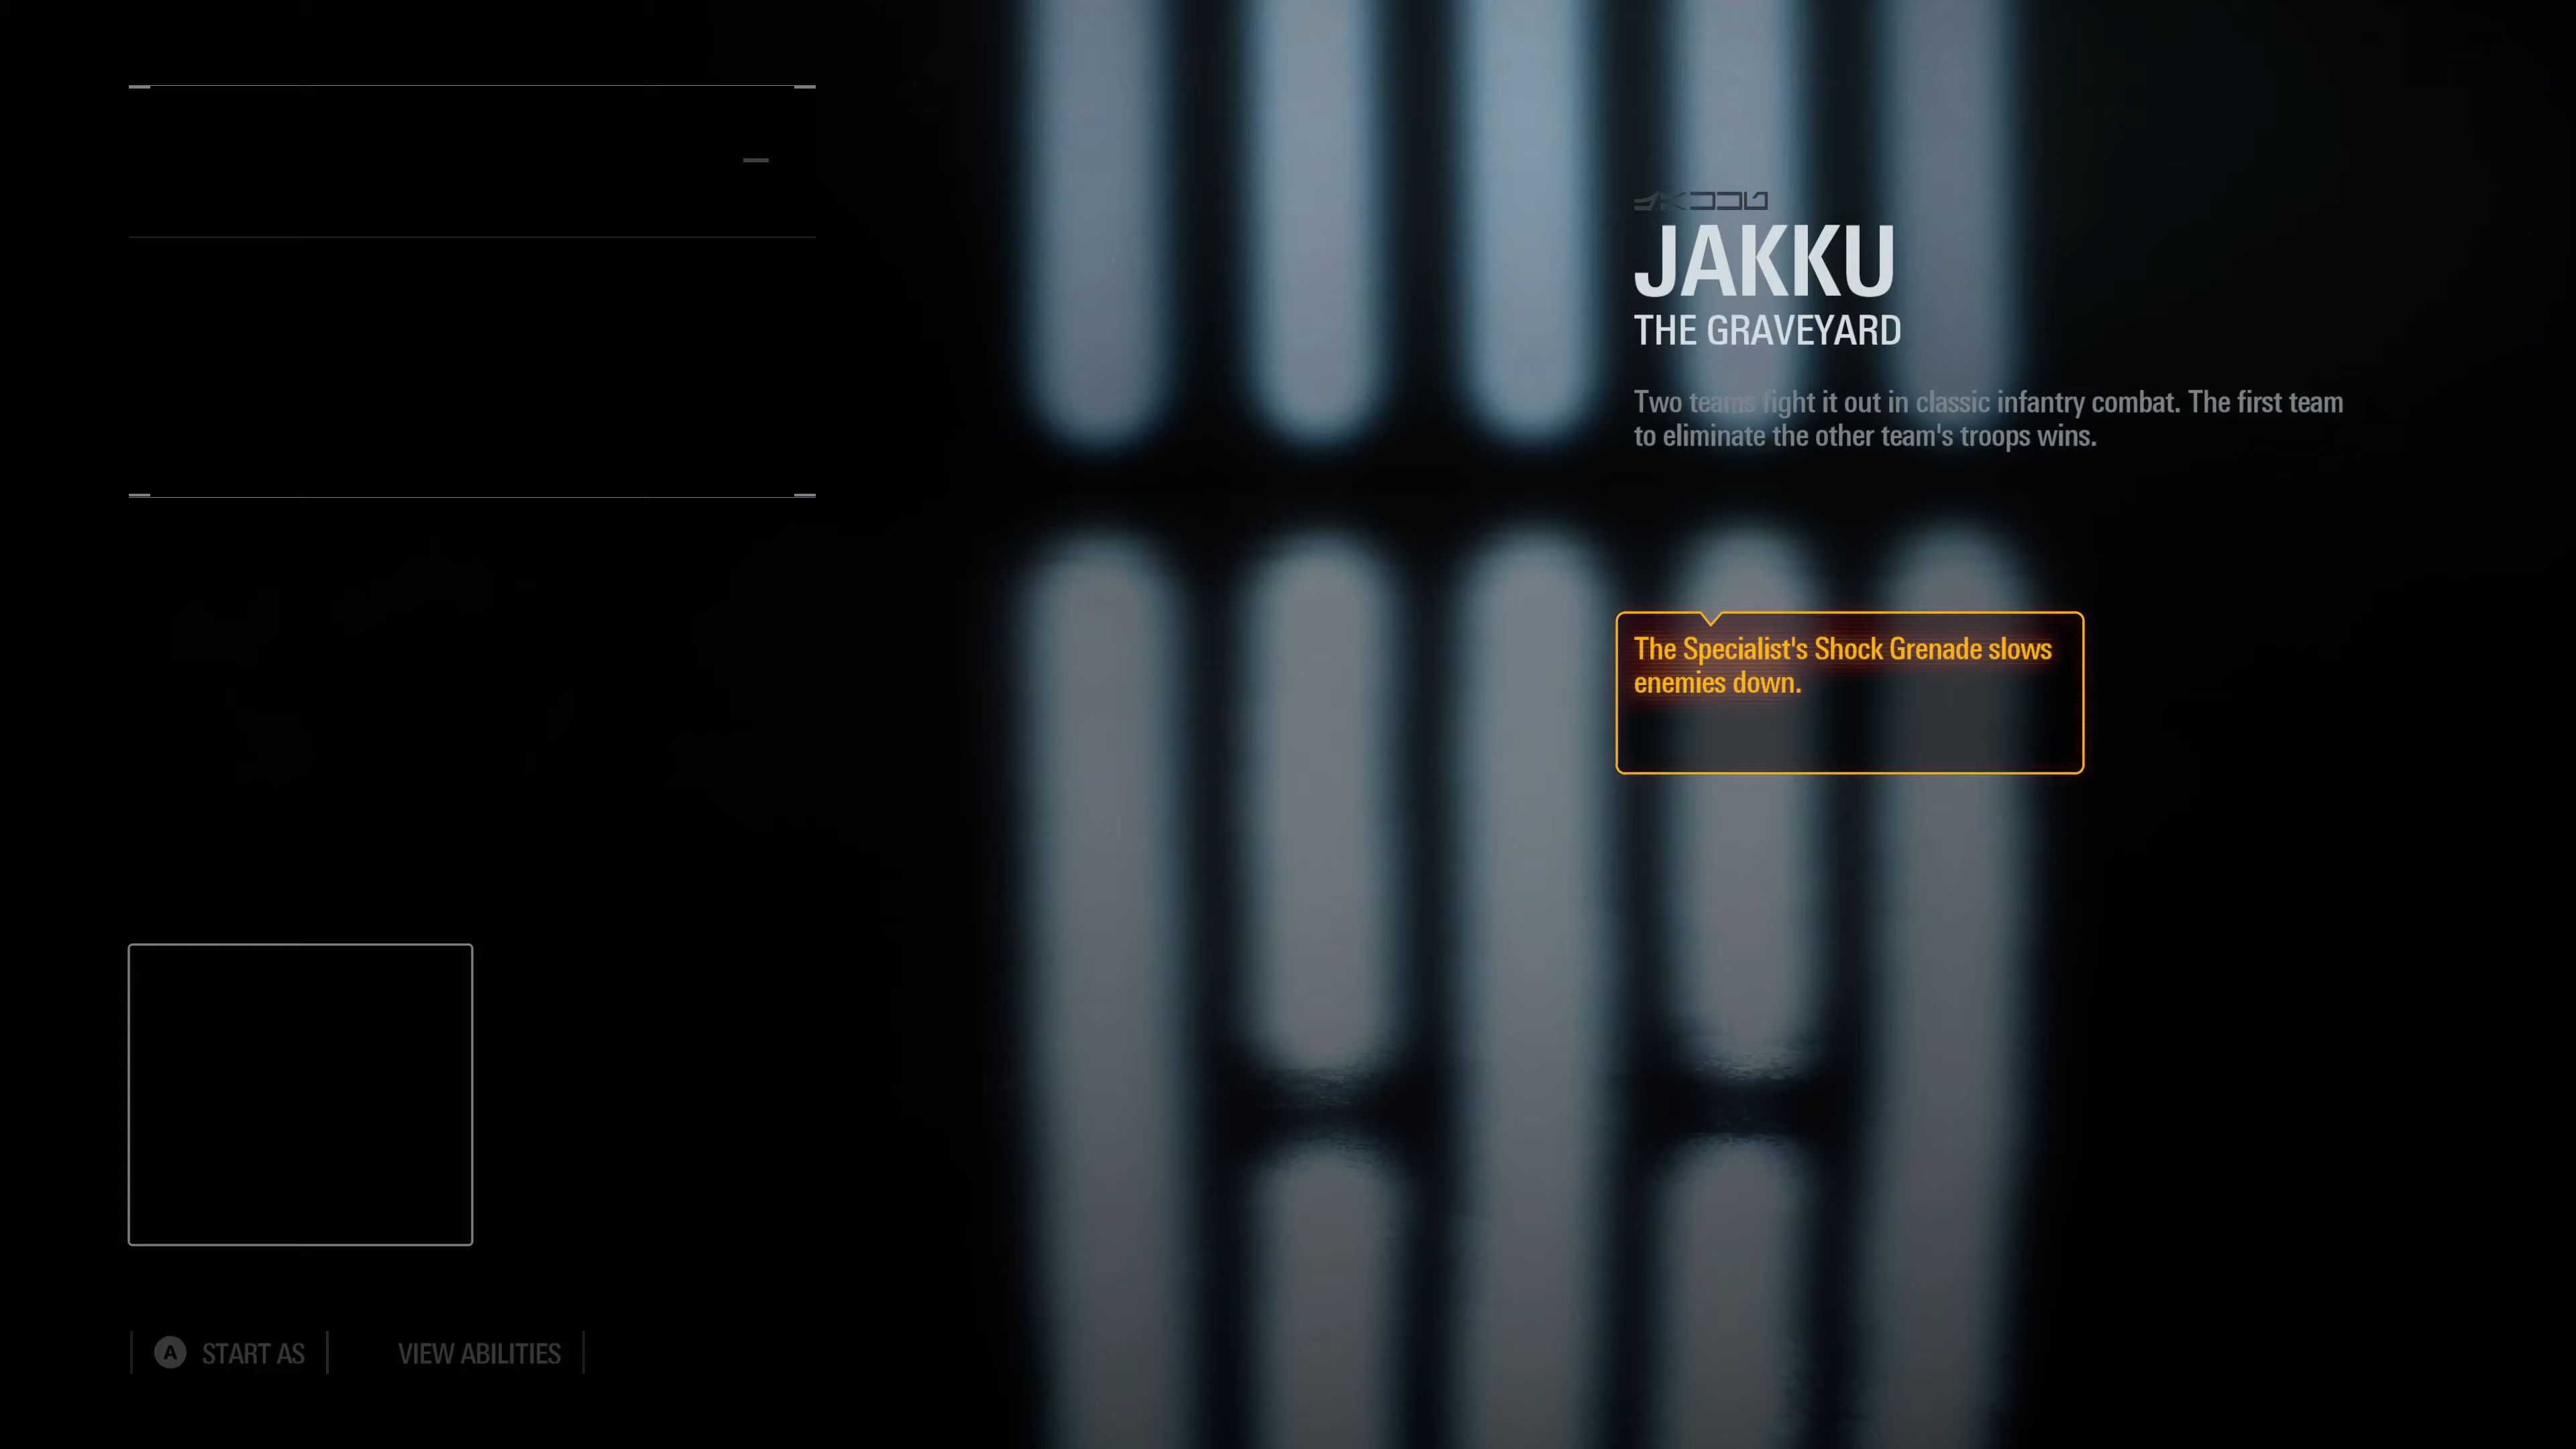 JAKKU
THE GRAVEYARD
Two teams fight it out in classic infantry combat. The first team
to eliminate the other team's troops wins.
The Specialist's Shock Grenade slows
enemies down.
A START AS
VIEW ABILITIES